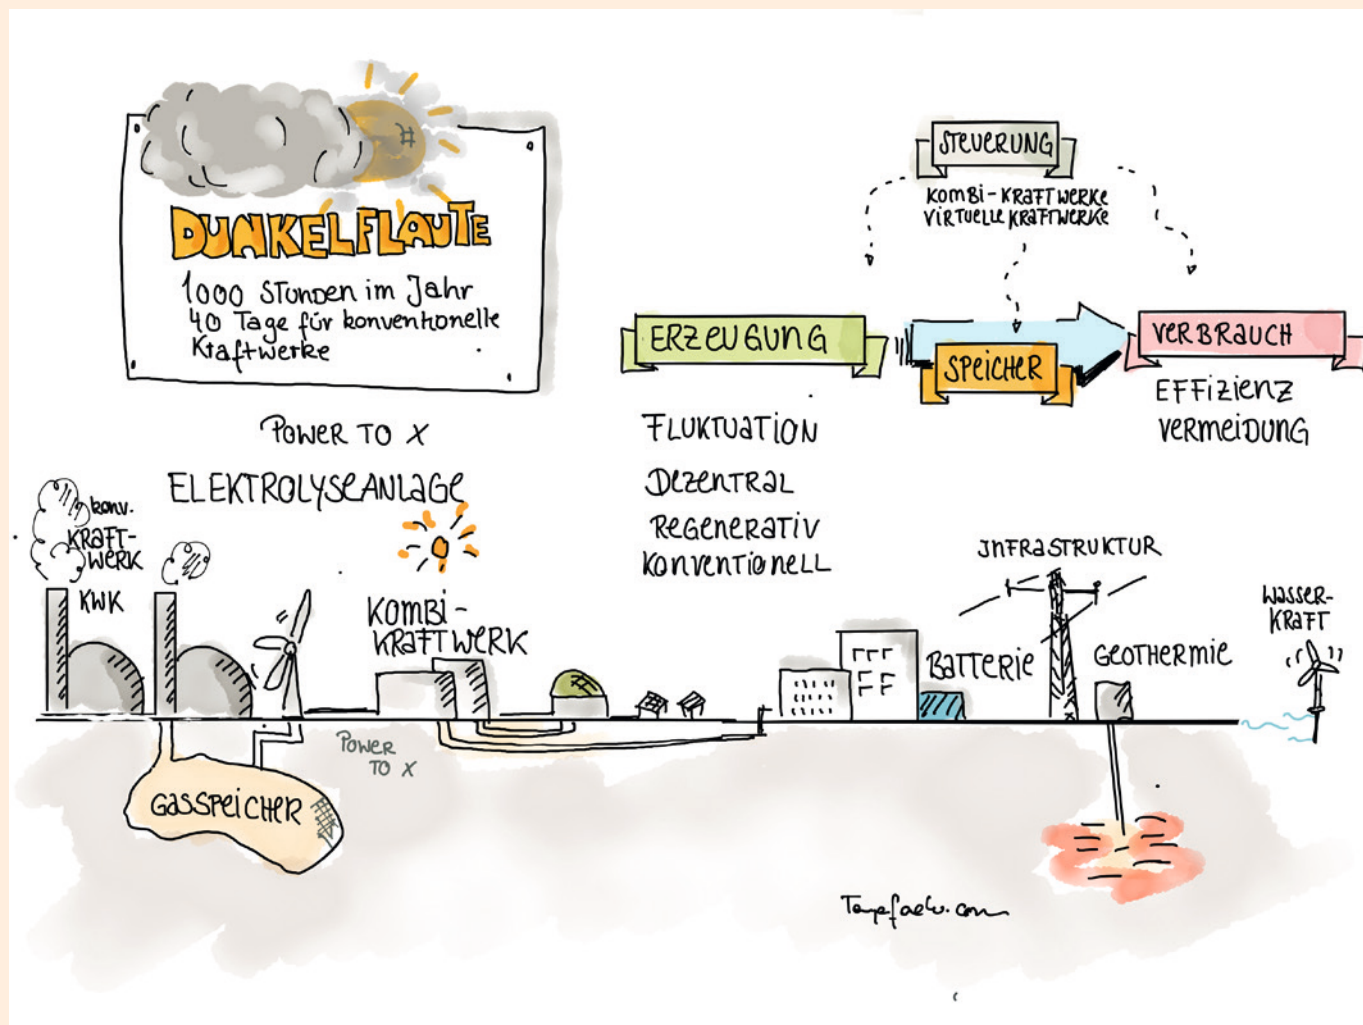 DUNKELFLAUTE
1000 STUNDEN im Jahr
40 Tage für konventionelle
Kraftwerke
POWER TO X
ELEKTROLYSEANLAGE
konv.
KRAFT-
WERK
KWK
KOMBI-
KRAFTWERK
GASSPEICHER
POWER
TO X
STEUERUNG
KOMBI-KRAFTWERKE
VIRTUELLE KRAFTWERKE
ERZEUGUNG
SPEICHER
VERBRAUCH
FLUKTUATION
DEZENTRAL
REGENERATIV
KONVENTIONELL
EFFIZIENZ
VERMEIDUNG
INFRASTRUKTUR
BATTERIE
GEOTHERMIE
WASSER-
KRAFT